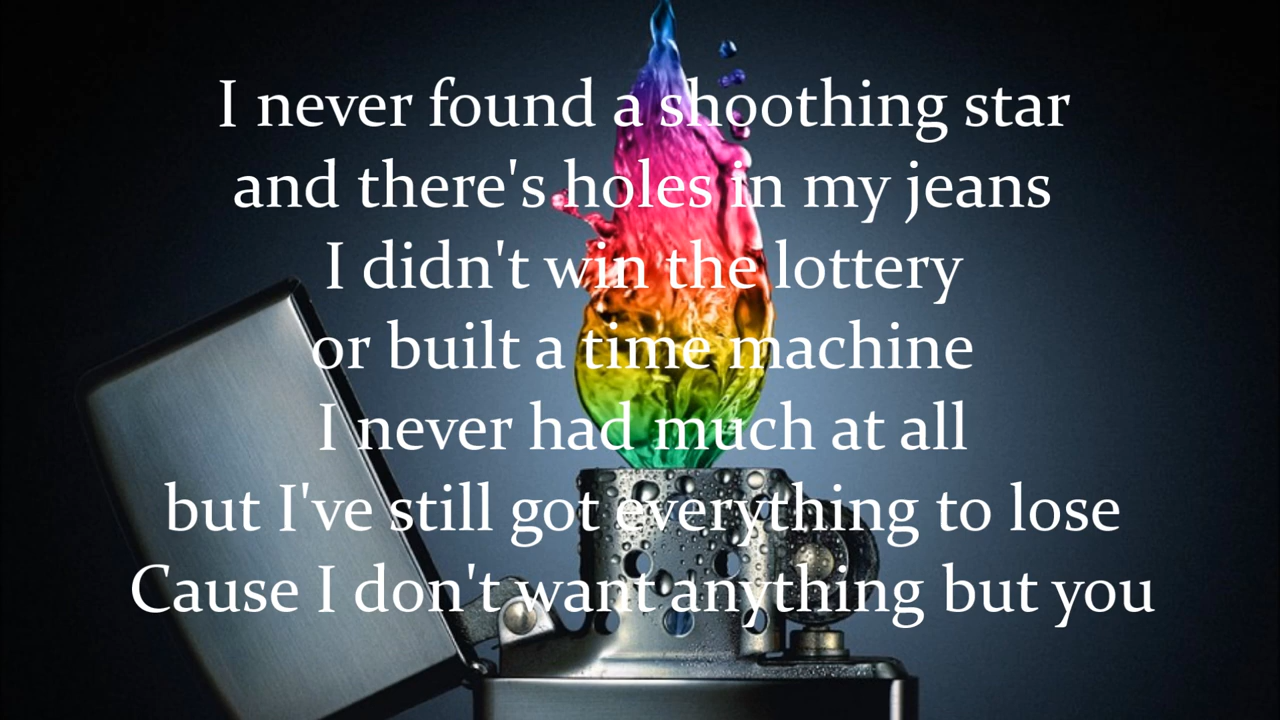 I never found a shoothing star
and there's holes in my jeans
I didn't win the lottery
or built a time machine
I never had much at all
but I've still got everything to lose
Cause I don't want anything but you